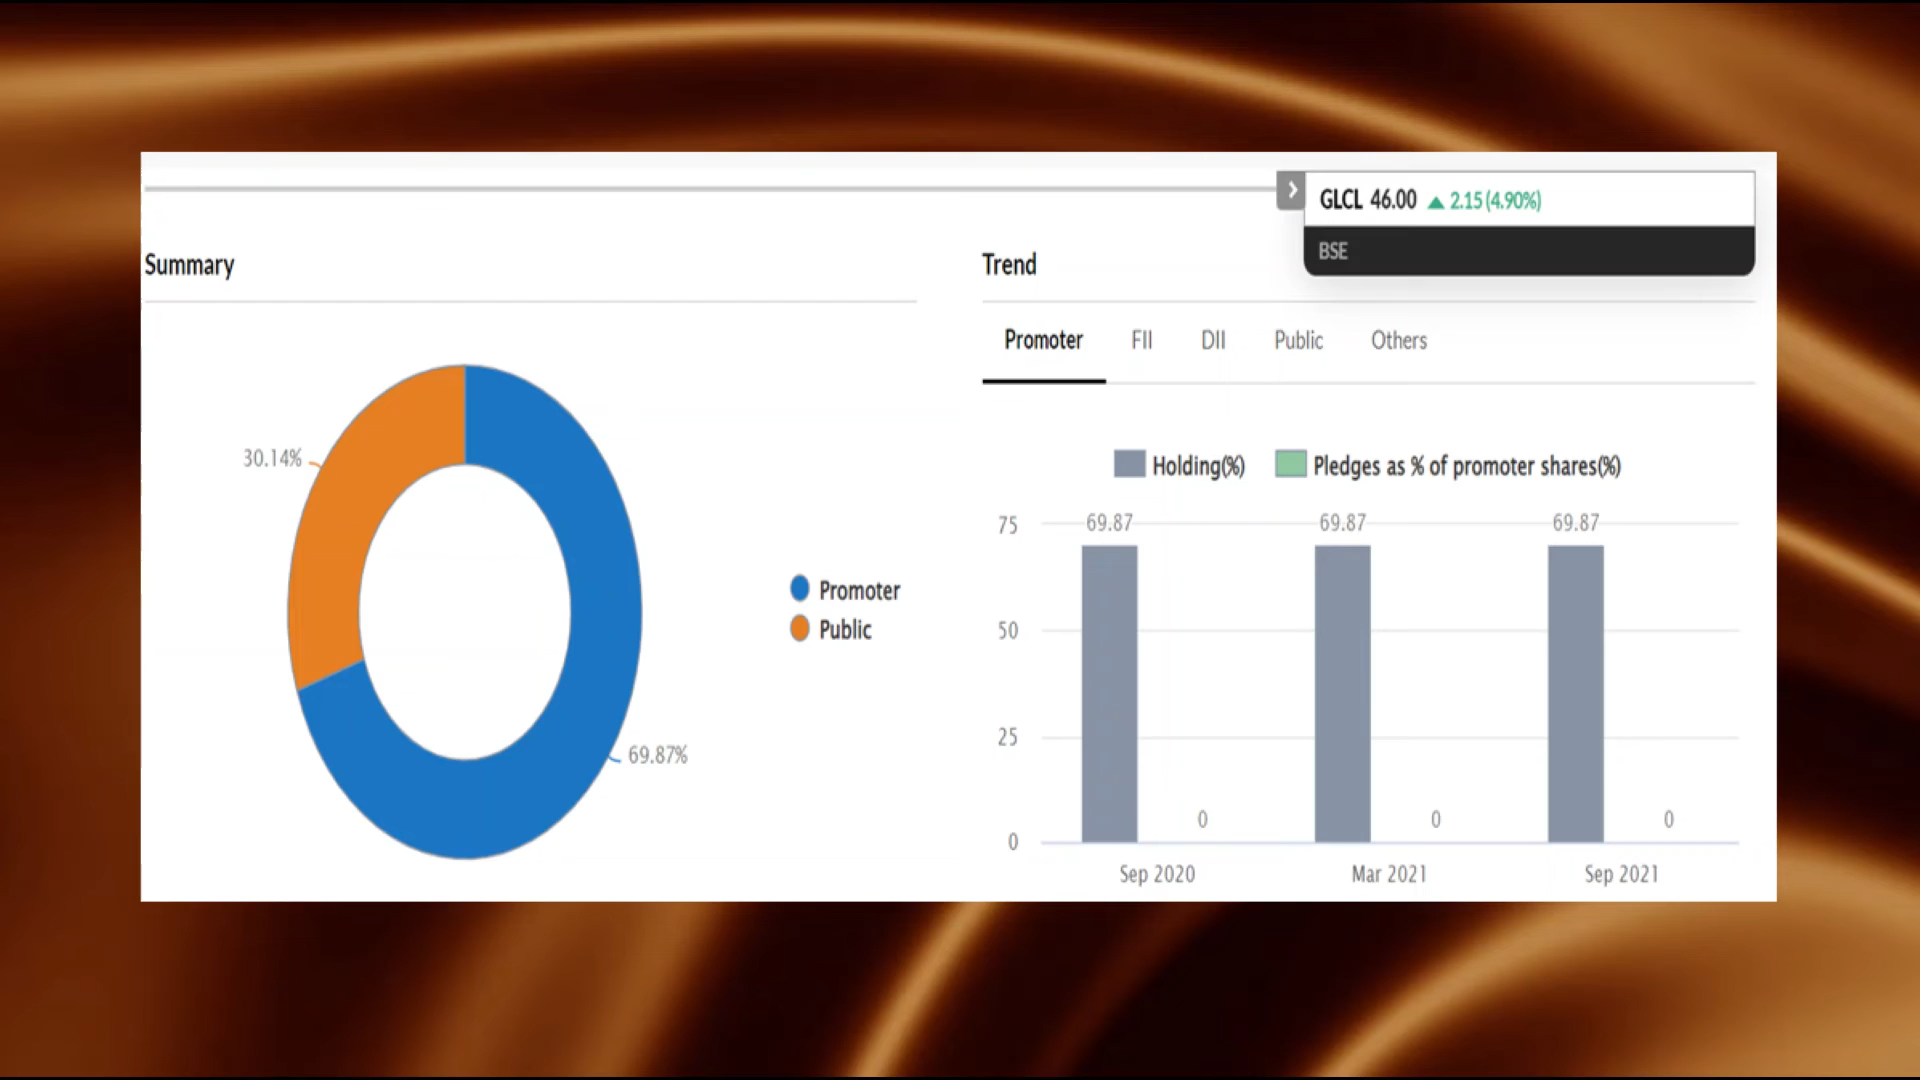 GLCL 46.00 ▲ 2.15 (4.90%)
BSE
Summary
30.14%
69.87%
Promoter
Public
Trend
Promoter FII DII Public Others
Holding(%) Pledges as % of promoter shares(%)
75
50
25
0
69.87 69.87 69.87
0 0 0
Sep 2020 Mar 2021 Sep 2021